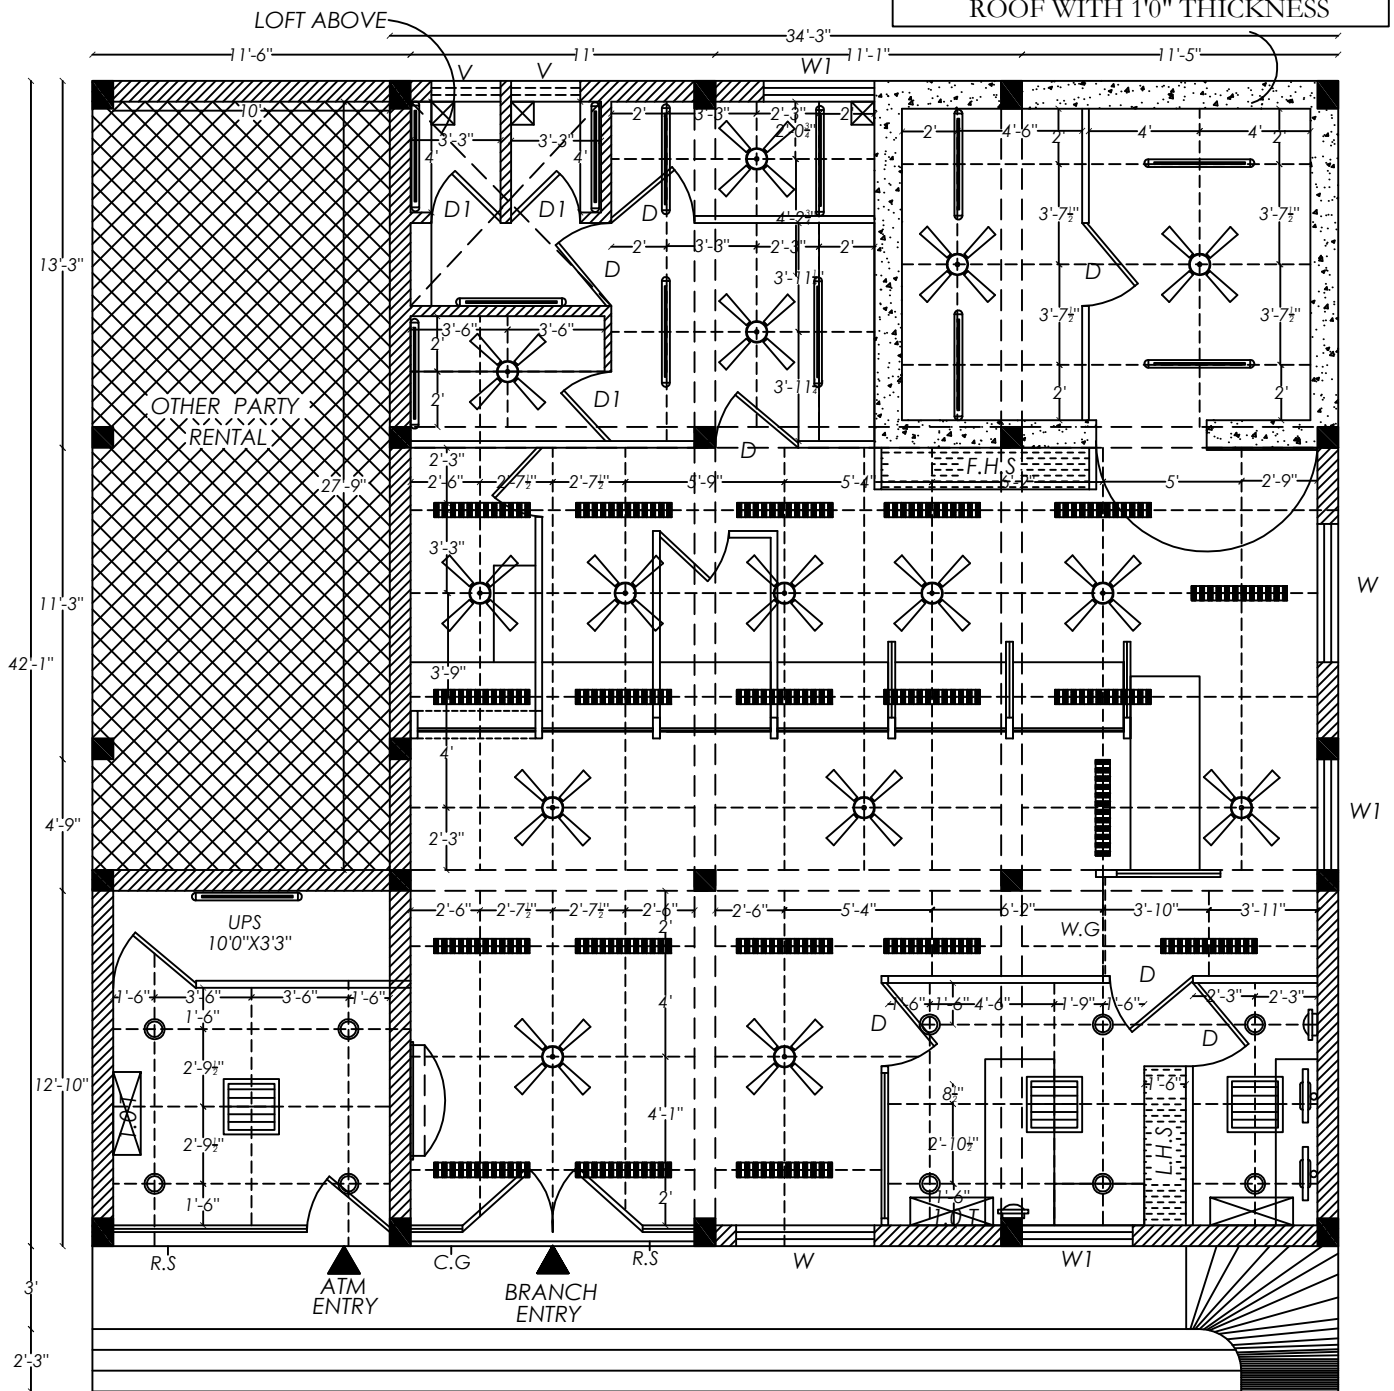 ROOF WITH 1'0" THICKNESS
LOFT ABOVE
34'-3"
11'-6"
11'
11'-1"
11'-5"
V
V
W1
10'
3'-3"
3'-3"
2'
3'-3"
2'-3"
2'
2'-0¾"
2'
4'-6"
2'
4'
4'
2'
4'
4'
D1
D1
D
4'-9¾"
3'-7½"
3'-7½"
2'
3'-3"
2'-3"
2'
13'-3"
D
3'-11½"
D
3'-6"
3'-6"
2'
3'-7½"
3'-7½"
2'
D1
3'-11½"
2'
2'
OTHER PARTY
RENTAL
D
2'-3"
F.H.S
27'-9"
2'-6"
2'-7½"
2'-7½"
5'-9"
5'-4"
6'-2"
5'
2'-9"
3'-3"
11'-3"
W
42'-1"
3'-9"
4'
4'-9"
2'-3"
W1
UPS
10'0"X3'3"
2'-6"
2'-7½"
2'-7½"
2'-6"
2'-6"
5'-4"
6'-2"
3'-10"
3'-11"
2'
W.G
D
1'-6"
3'-6"
3'-6"
1'-6"
4'
1'-6"
1'-6"
4'-6"
1'-9"
1'-6"
2'-3"
2'-3"
1'-6"
D
D
2'-9½"
12'-10"
8½"
1'-6"
L.O.T
4'-1"
2'-9½"
2'-10½"
L.H.S
1'-6"
2'
1'-6"
L.O.T
R.S
C.G
R.S
W
W1
3'
ATM
ENTRY
BRANCH
ENTRY
2'-3"